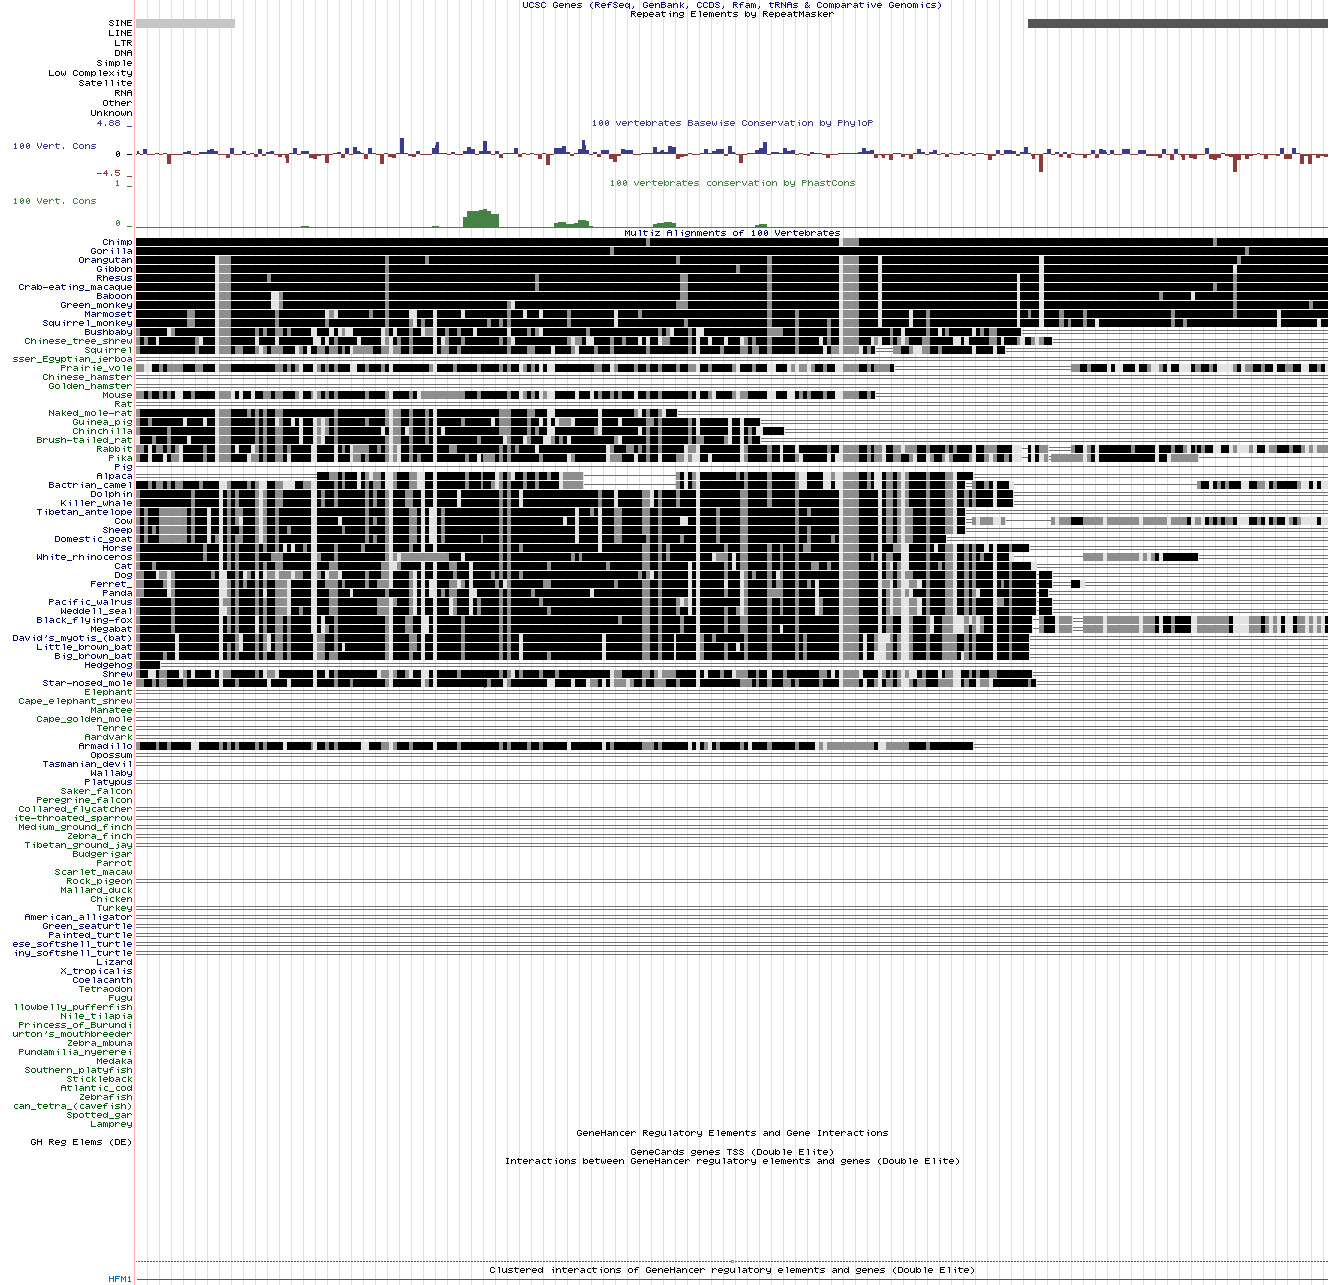 UCSC Genes (RefSeq, GenBank, CCDS, Rfam, tRNAs & Comparative Genomics)
Repeating Elements by RepeatMasker
SINE
LINE
LTR
DNA
Simple
Low Complexity
Satellite
RNA
Other
Unknown
4.88 _
100 vertebrates Basewise Conservation by PhyloP
100 Vert. Cons
0 -
-4.5 _
1 _
100 vertebrates conservation by PhastCons
100 Vert. Cons
0 _
Multiz Alignments of 100 Vertebrates
Chimp
Gorilla
Orangutan
Gibbon
Rhesus
Crab-eating_macaque
Baboon
Green_monkey
Marmoset
Squirrel_monkey
Bushbaby
Chinese_tree_shrew
Squirrel
sser_Egyptian_jerboa
Prairie_vole
Chinese_hamster
Golden_hamster
Mouse
Rat
Naked_mole-rat
Guinea_pig
Chinchilla
Brush-tailed_rat
Rabbit
Pika
Pig
Alpaca
Bactrian_camel
Dolphin
Killer_whale
Tibetan_antelope
Cow
Sheep
Domestic_goat
Horse
White_rhinoceros
Cat
Dog
Ferret_
Panda
Pacific_walrus
Weddell_seal
Black_flying-fox
Megabat
David's_myotis_(bat)
Little_brown_bat
Big_brown_bat
Hedgehog
Shrew
Star-nosed_mole
Elephant
Cape_elephant_shrew
Manatee
Cape_golden_mole
Tenrec
Aardvark
Armadillo
Opossum
Tasmanian_devil
Wallaby
Platypus
Saker_falcon
Peregrine_falcon
Collared_flycatcher
ite-throated_sparrow
Medium_ground_finch
Zebra_finch
Tibetan_ground_jay
Budgerigar
Parrot
Scarlet_macaw
Rock_pigeon
Mallard_duck
Chicken
Turkey
American_alligator
Green_seaturtle
Painted_turtle
ese_softshell_turtle
iny_softshell_turtle
Lizard
X_tropicalis
Coelacanth
Tetraodon
Fugu
llowbelly_pufferfish
Nile_tilapia
Princess_of_Burundi
urton's_mouthbreeder
Zebra_mbuna
Pundamilia_nyererei
Medaka
Southern_platyfish
Stickleback
Atlantic_cod
Zebrafish
can_tetra_(cavefish)
Spotted_gar
Lamprey
GeneHancer Regulatory Elements and Gene Interactions
GH Reg Elems (DE)
GeneCards genes TSS (Double Elite)
Interactions between GeneHancer regulatory elements and genes (Double Elite)
Clustered interactions of GeneHancer regulatory elements and genes (Double Elite)
HFM1